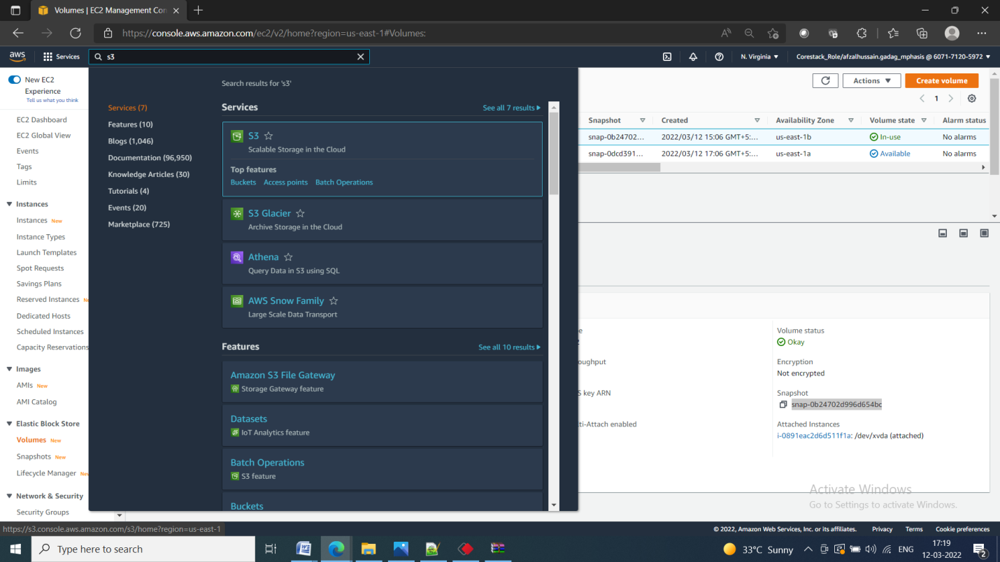 Volumes | EC2 Management Con
https://console.aws.amazon.com/ec2/v2/home?region=us-east-1#Volumes:
aws Services s3 N. Virginia ▼ Corestack_Role/afzalhussain.gadag_mphasis @ 6071-7120-5972 ▼
New EC2
Experience
Tell us what you think
EC2 Dashboard
EC2 Global View
Events
Tags
Limits
Instances
Instances New
Instance Types
Launch Templates
Spot Requests
Savings Plans
Reserved Instances Ne
Dedicated Hosts
Scheduled Instances
Capacity Reservations
Images
AMIs New
AMI Catalog
Elastic Block Store
Volumes New
Snapshots New
Lifecycle Manager New
Network & Security
Security Groups
Search results for 's3'
Services (7)
Features (10)
Blogs (1,046)
Documentation (96,950)
Knowledge Articles (30)
Tutorials (4)
Events (20)
Marketplace (725)
Services See all 7 results
S3
Scalable Storage in the Cloud
Top features
Buckets Access points Batch Operations
S3 Glacier
Archive Storage in the Cloud
Athena
Query Data in S3 using SQL
AWS Snow Family
Large Scale Data Transport
Features See all 10 results
Amazon S3 File Gateway
Storage Gateway feature
Datasets
IoT Analytics feature
Batch Operations
S3 feature
Buckets
Actions ▼ Create volume
1
Snapshot Created Availability Zone Volume state Alarm status
snap-0b24702... 2022/03/12 15:06 GMT+5:... us-east-1b In-use No alarms
snap-0dcd391... 2022/03/12 17:06 GMT+5:... us-east-1a Available No alarms
oughput
S key ARN
ti-Attach enabled
Volume status
Okay
Encryption
Not encrypted
Snapshot
snap-0b24702d996d654bc
Attached Instances
i-0891eac2d6d511f1a: /dev/xvda (attached)
Activate Windows
Go to Settings to activate Windows.
https://s3.console.aws.amazon.com/s3/home?region=us-east-1
© 2022, Amazon Web Services, Inc. or its affiliates. Privacy Terms Cookie preferences
Type here to search
33°C Sunny
ENG
17:19
12-03-2022
2